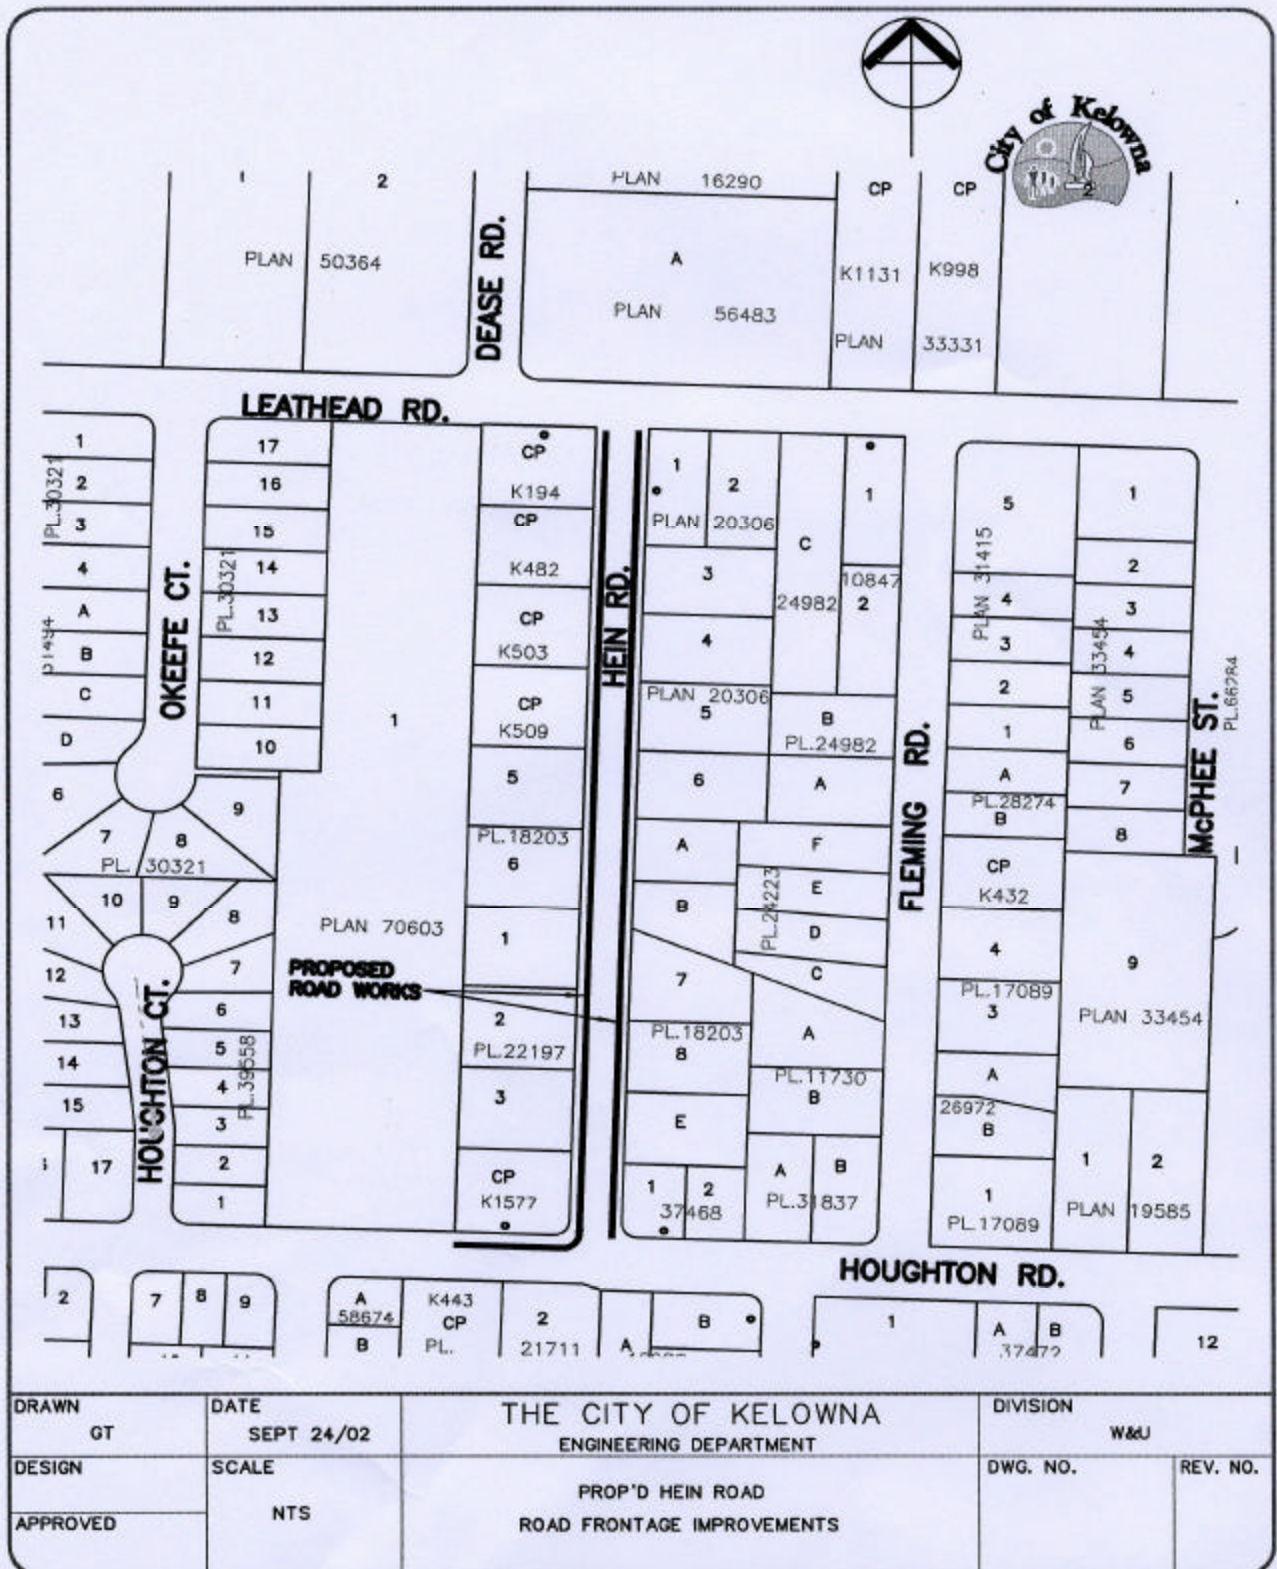 City of Kelowna
PLAN 16290
1
2
CP
CP
2
PLAN 50364
DEASE RD.
A
PLAN 56483
K1131
K998
PLAN 33331
LEATHEAD RD.
1
2
3
4
A
B
C
D
6
PL.30321
OKEEFE CT.
17
16
15
14
13
12
11
10
PL.30321
9
7
8
PL. 30321
10
9
8
11
7
12
13
14
15
17
HOUGHTON CT.
6
5
4
3
2
1
PL.39558
1
PLAN 70603
PROPOSED
ROAD WORKS
CP
K194
CP
K482
CP
K503
CP
K509
5
PL.18203
6
1
2
PL.22197
3
CP
K1577
HEIN RD.
1
2
PLAN 20306
3
4
PLAN 20306
5
6
A
B
7
PL.18203
8
E
1
2
37468
C
24982
1
10847
2
B
PL.24982
A
F
E
D
C
PL.24223
A
PL.11730
B
A
B
PL.31837
FLEMING RD.
5
4
3
2
1
PLAN 31415
A
PL.28274
B
CP
K432
4
PL.17089
3
A
26972
B
1
PL.17089
1
2
3
4
5
6
7
8
PLAN 33454
9
PLAN 33454
1
2
PLAN 19585
McPHEE ST.
PL.66284
HOUGHTON RD.
2
7
8
9
A
58674
B
K443
CP
PL.
2
21711
A
B
1
A
B
37472
12
DRAWN
GT
DATE
SEPT 24/02
THE CITY OF KELOWNA
ENGINEERING DEPARTMENT
DIVISION
W&U
DESIGN
SCALE
NTS
PROP'D HEIN ROAD
ROAD FRONTAGE IMPROVEMENTS
DWG. NO.
REV. NO.
APPROVED